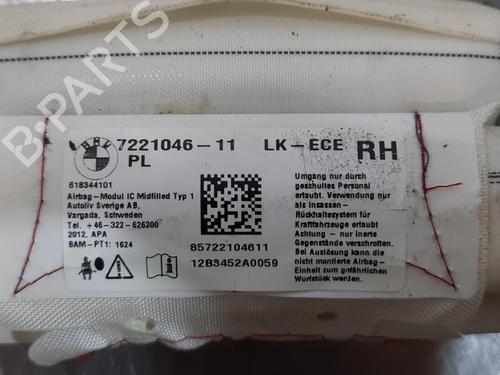 B-PARTS
BMW
7221046-11 LK-ECE RH
PL
618344101
Airbag-Modul IC Midfilled Typ 1
Autoliv Sverige AB,
Vargada, Schweden
Tel. +46-322-626200
2012, APA
BAM-PT1: 1624
85722104611
12B3452A0059
Umgang nur durch
geschultes Personal
erlaubt. Verwendung nur
als Incassen-
Rückhaltesystem für
Kraftfahrzeuge erlaubt
Achtung - nur inerte
Gegenstände verschrotten.
Bei Auslösung kann die
nicht montierte Airbag-
Einheit zum gefährlichen
Wurfstück werden.